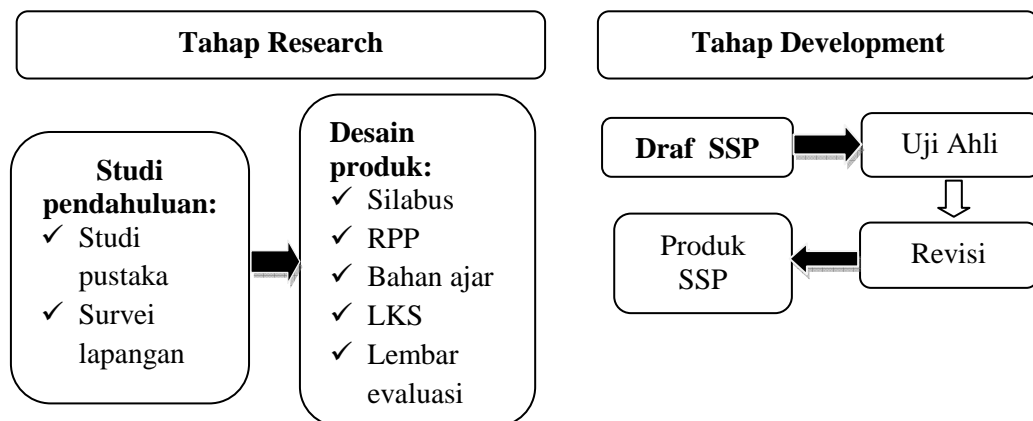 Tahap Research
Studi
pendahuluan:
✓ Studi
pustaka
✓ Survei
lapangan
Desain
produk:
✓ Silabus
✓ RPP
✓ Bahan ajar
✓ LKS
✓ Lembar
evaluasi
Tahap Development
Draf SSP
Uji Ahli
Revisi
Produk
SSP